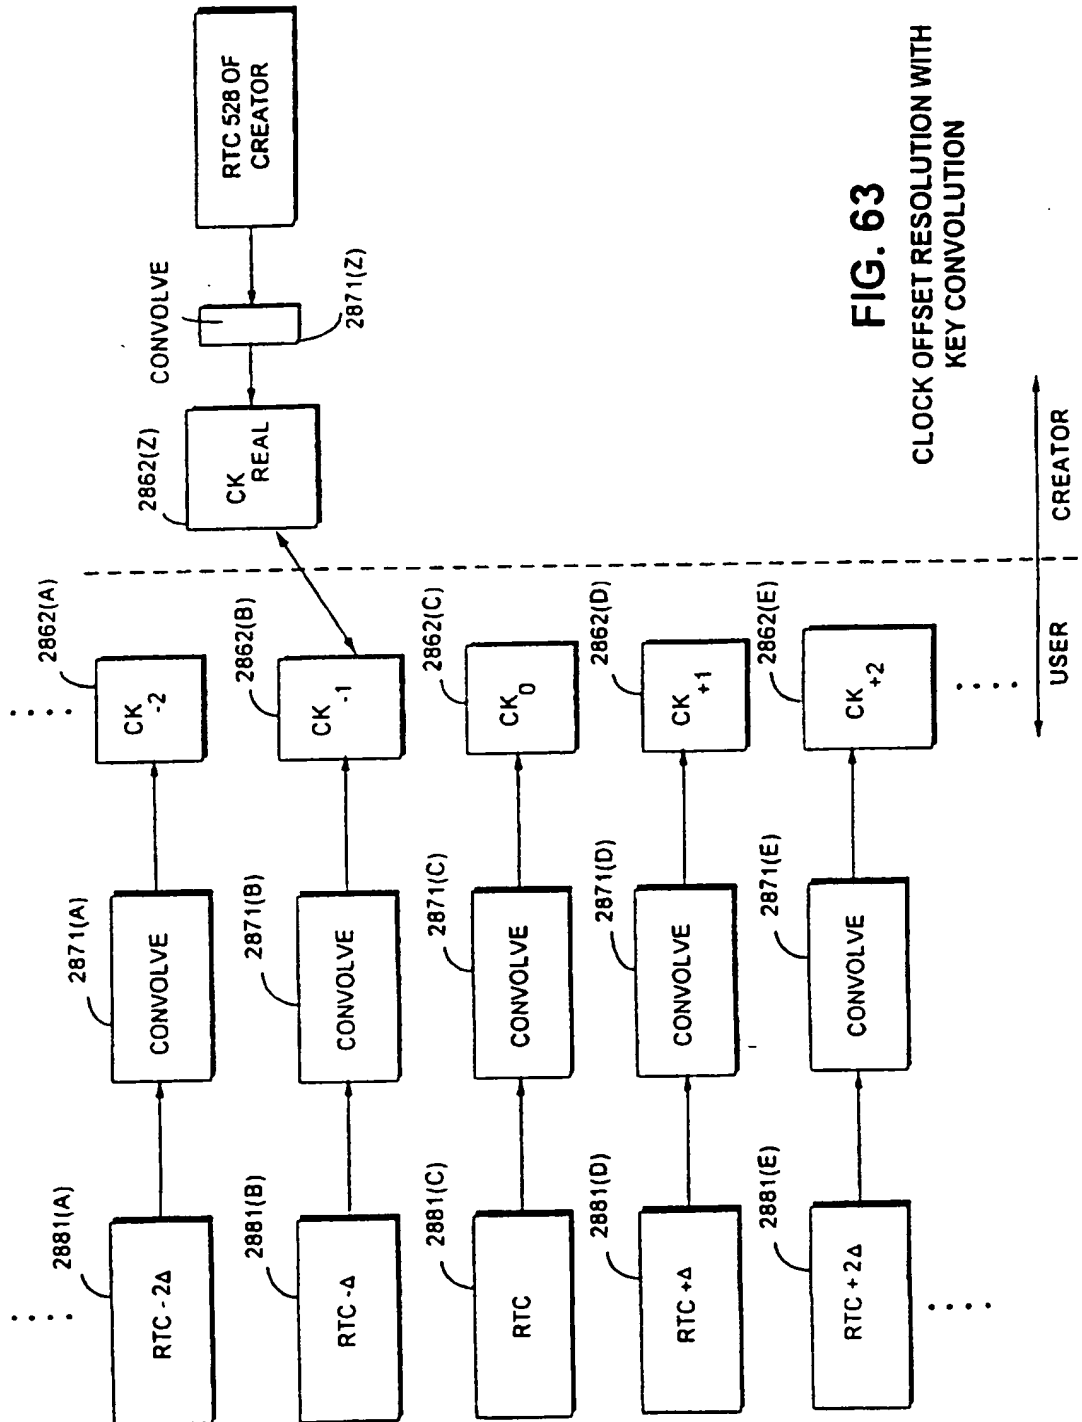 2881(A)
RTC - 2Δ
2871(A)
CONVOLVE
2862(A)
CK -2
2881(B)
RTC -Δ
2871(B)
CONVOLVE
2862(B)
CK -1
2862(Z)
CK REAL
CONVOLVE
2871(Z)
RTC 528 OF
CREATOR
2881(C)
RTC
2871(C)
CONVOLVE
2862(C)
CK 0
2881(D)
RTC +Δ
2871(D)
CONVOLVE
2862(D)
CK +1
2881(E)
RTC + 2Δ
2871(E)
CONVOLVE
2862(E)
CK +2
USER
CREATOR
FIG. 63
CLOCK OFFSET RESOLUTION WITH
KEY CONVOLUTION